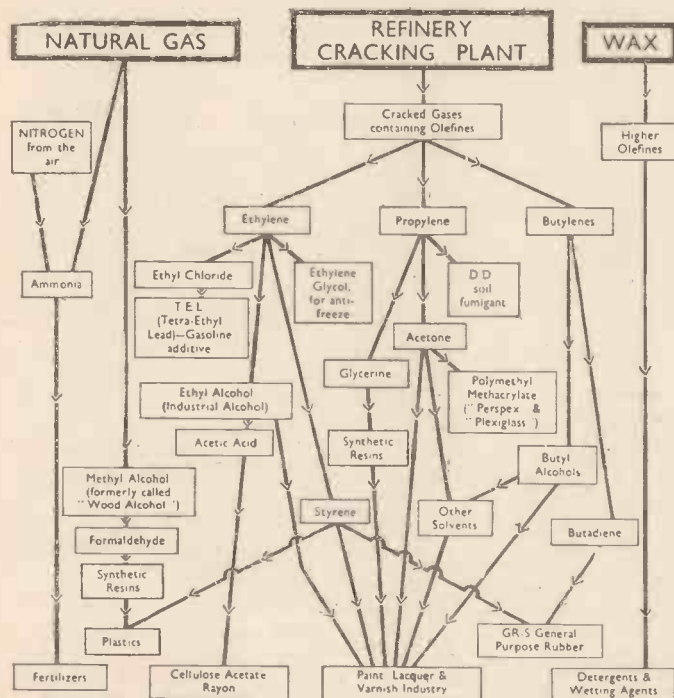 NATURAL GAS
REFINERY
CRACKING PLANT
WAX
NITROGEN
from the
air
Cracked Gases
containing Olefines
Higher
Olefines
Ethylene
Propylene
Butylenes
Ammonia
Ethyl Chloride
Ethylene
Glycol,
for anti-
freeze
D D
soil
fumigant
T E L
(Tetra-Ethyl
Lead)—Gasoline
additive
Acetone
Glycerine
Polymethyl
Methacrylate
(" Perspex " &
" Plexiglass ")
Ethyl Alcohol
(Industrial Alcohol)
Acetic Acid
Synthetic
Resins
Butyl
Alcohols
Methyl Alcohol
(formerly called
" Wood Alcohol ")
Styrene
Other
Solvents
Butadiene
Formaldehyde
Synthetic
Resins
Plastics
GR-S General
Purpose Rubber
Fertilizers
Cellulose Acetate
Rayon
Paint Lacquer &
Varnish Industry
Detergents &
Wetting Agents